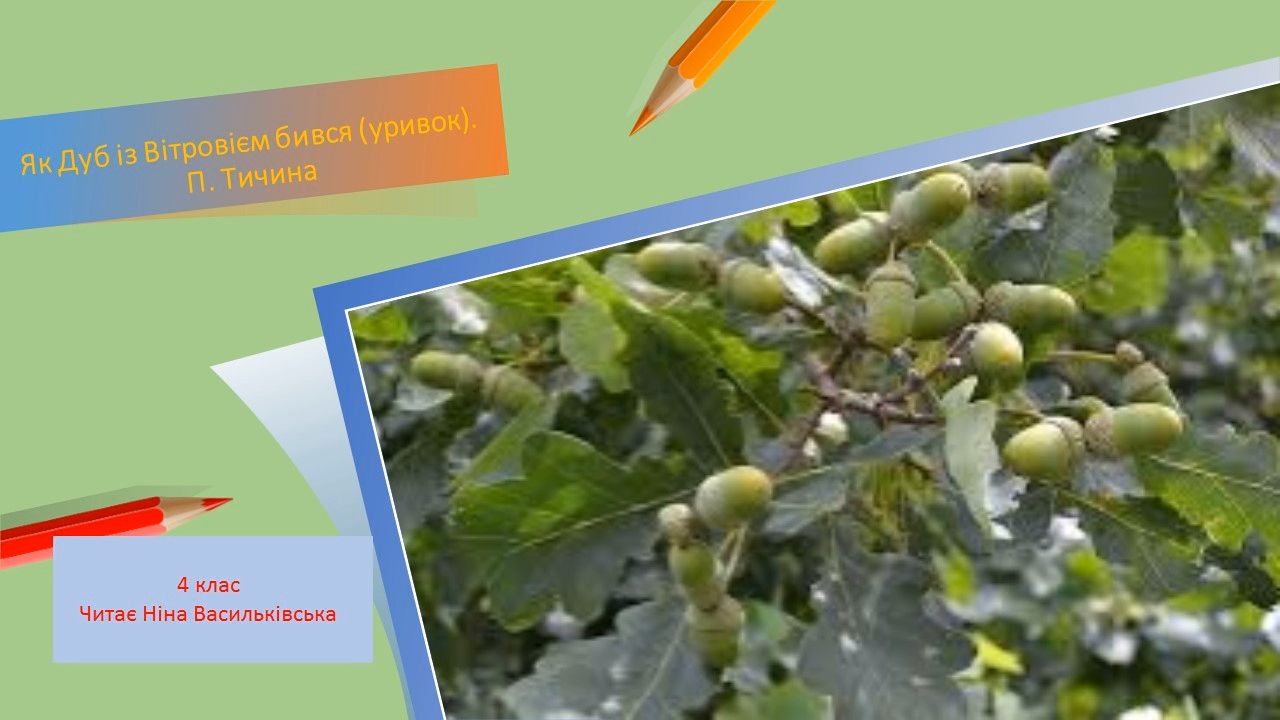 Як Дуб із Вітровієм бився (уривок).
П. Тичина
4 клас
Читає Ніна Васильківська